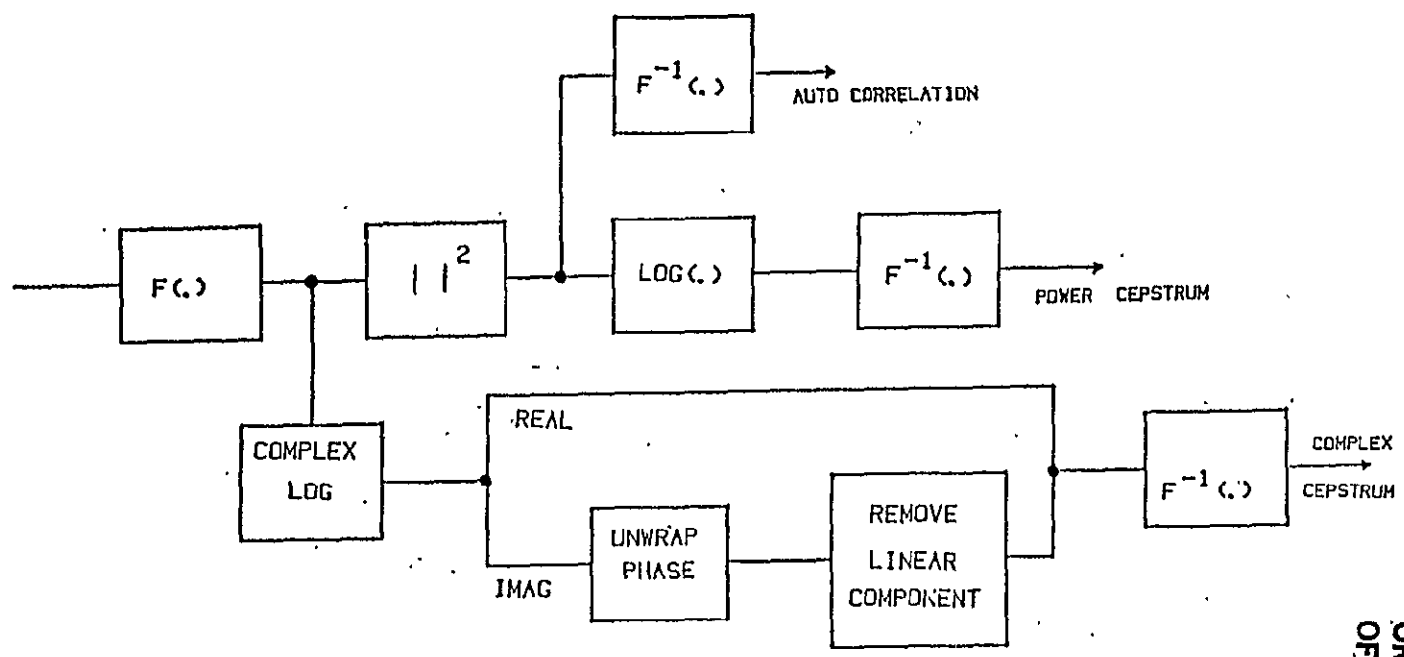 F⁻¹(.)
AUTO CORRELATION
F(.)
| |²
LOG(.)
F⁻¹(.)
POWER CEPSTRUM
REAL
COMPLEX
LOG
IMAG
UNWRAP
PHASE
REMOVE
LINEAR
COMPONENT
F⁻¹(.)
COMPLEX
CEPSTRUM
OF